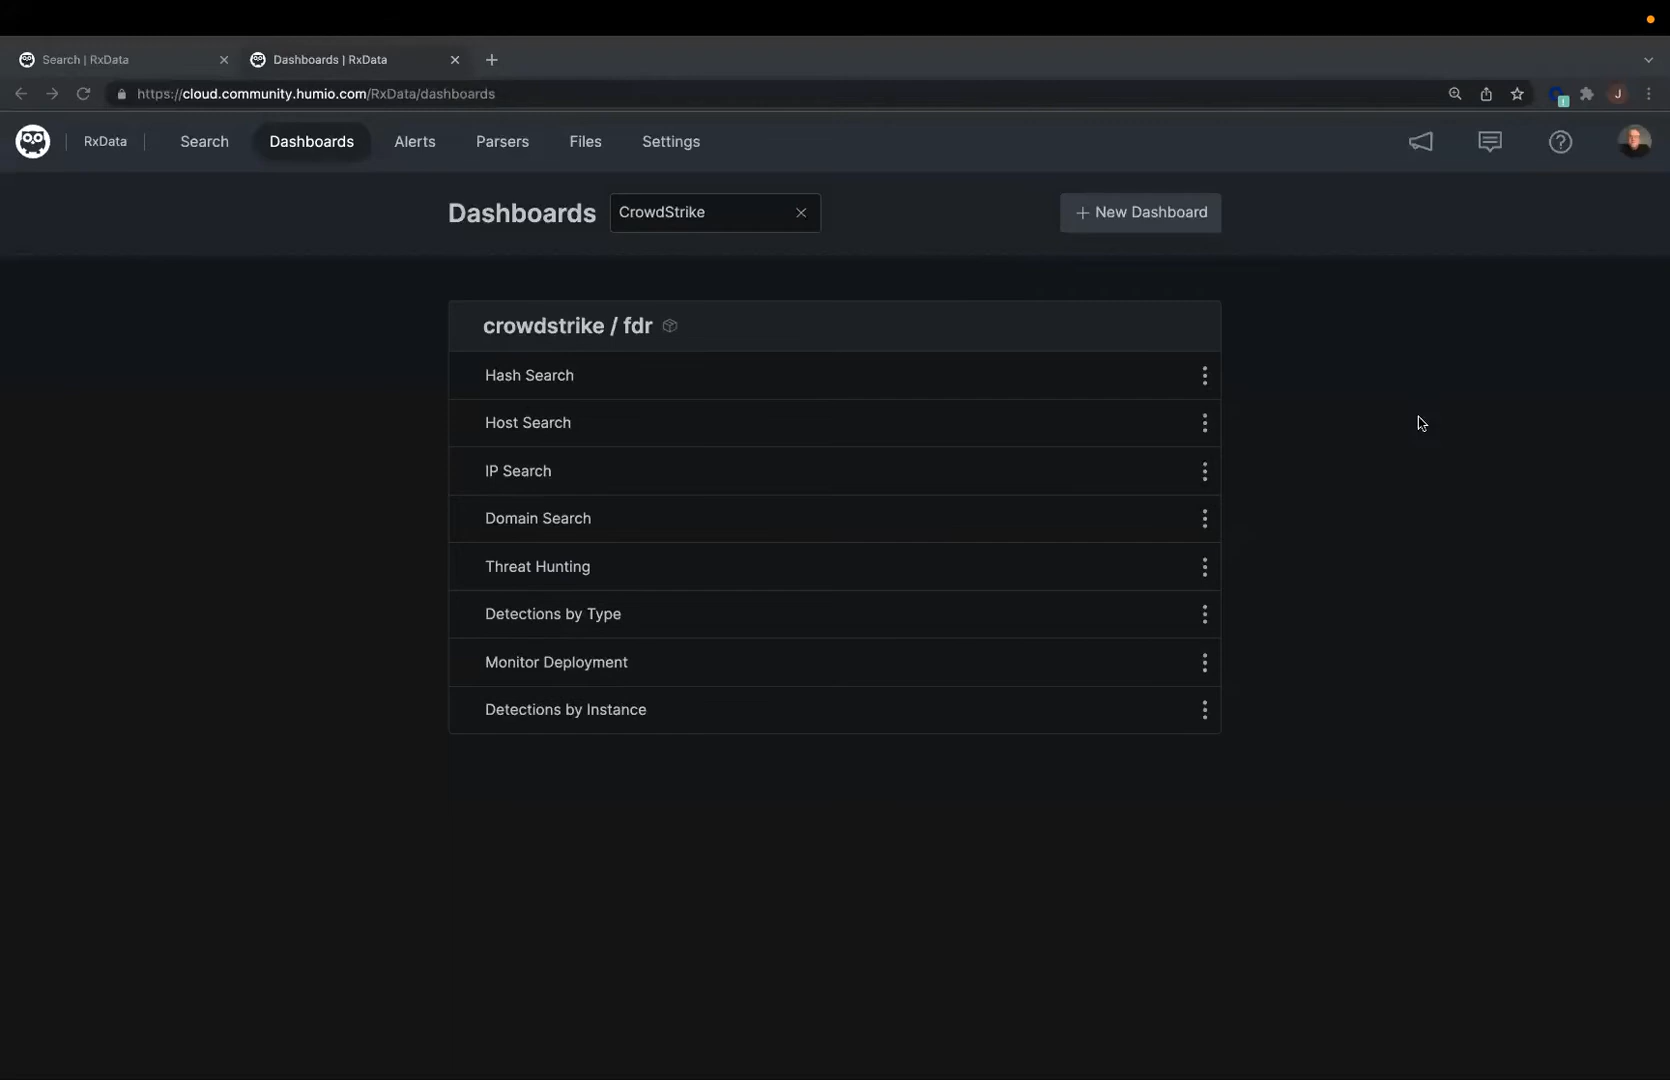 Search | RxData
Dashboards | RxData
https://cloud.community.humio.com/RxData/dashboards
J
RxData
Search
Dashboards
Alerts
Parsers
Files
Settings
Dashboards
CrowdStrike
+ New Dashboard
crowdstrike / fdr
Hash Search
Host Search
IP Search
Domain Search
Threat Hunting
Detections by Type
Monitor Deployment
Detections by Instance